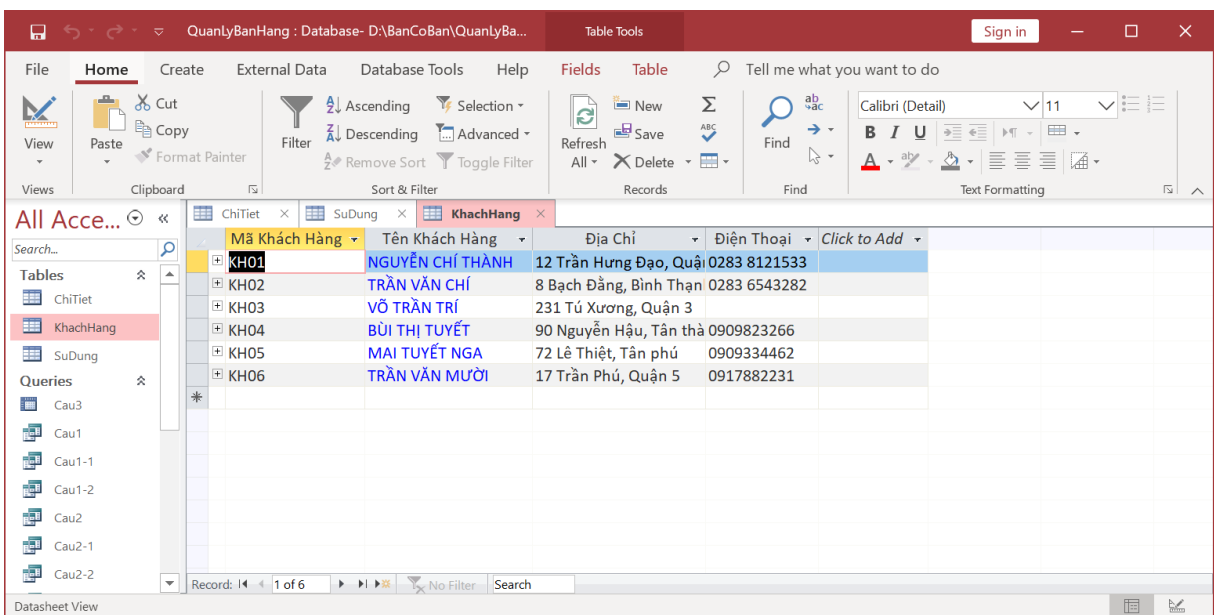 QuanLyBanHang : Database- D:\BanCoBan\QuanLyBa... Table Tools Sign in
File Home Create External Data Database Tools Help Fields Table Tell me what you want to do
View Paste Cut Copy Format Painter
Filter Ascending Descending Remove Sort Selection Advanced Toggle Filter
Refresh All New Save Delete Σ ABC
Find ab ac
Calibri (Detail) 11
B I U A ab
Views Clipboard Sort & Filter Records Find Text Formatting
All Acce... «
Search...
Tables
ChiTiet
KhachHang
SuDung
Queries
Cau3
Cau1
Cau1-1
Cau1-2
Cau2
Cau2-1
Cau2-2
ChiTiet SuDung KhachHang
Mã Khách Hàng Tên Khách Hàng Địa Chỉ Điện Thoại Click to Add
KH01 NGUYỄN CHÍ THÀNH 12 Trần Hưng Đạo, Quậ 0283 8121533
KH02 TRẦN VĂN CHÍ 8 Bạch Đằng, Bình Thạn 0283 6543282
KH03 VÕ TRẦN TRÍ 231 Tú Xương, Quận 3
KH04 BÙI THỊ TUYẾT 90 Nguyễn Hậu, Tân thà 0909823266
KH05 MAI TUYẾT NGA 72 Lê Thiệt, Tân phú 0909334462
KH06 TRẦN VĂN MƯỜI 17 Trần Phú, Quận 5 0917882231
Record: 1 of 6 No Filter Search
Datasheet View